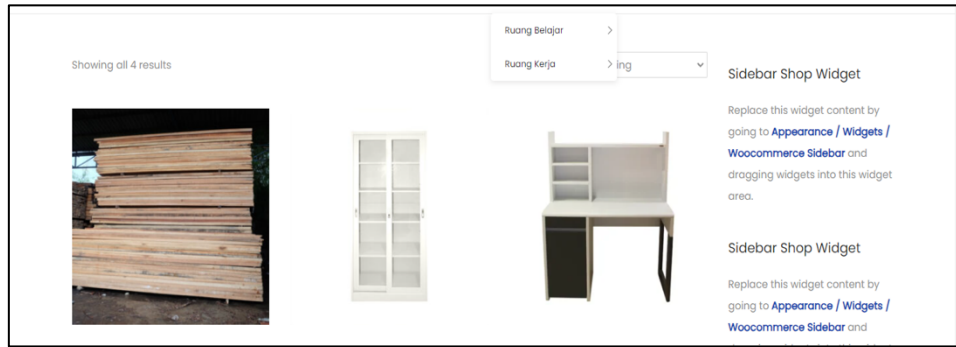 Ruang Belajar
Showing all 4 results
Ruang Kerja
ing
Sidebar Shop Widget
Replace this widget content by
going to Appearance / Widgets /
Woocommerce Sidebar and
dragging widgets into this widget
area.
Sidebar Shop Widget
Replace this widget content by
going to Appearance / Widgets /
Woocommerce Sidebar and